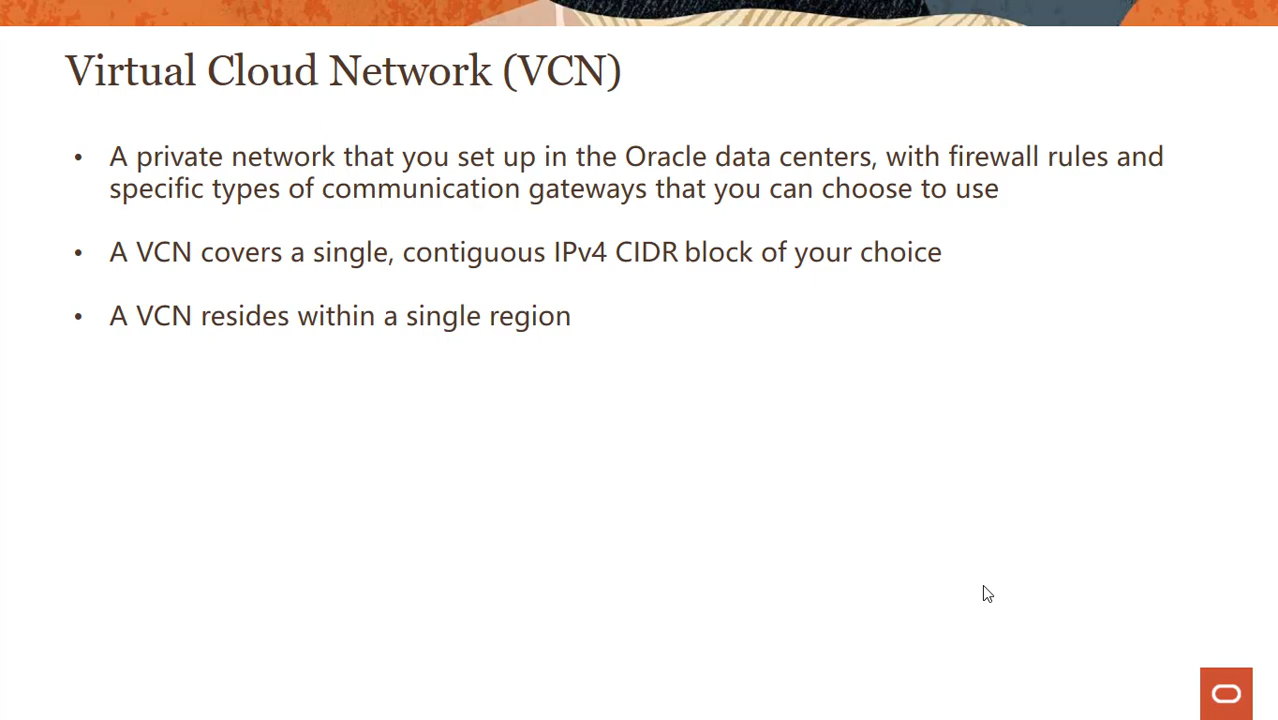 Virtual Cloud Network (VCN)
• A private network that you set up in the Oracle data centers, with firewall rules and
specific types of communication gateways that you can choose to use
• A VCN covers a single, contiguous IPv4 CIDR block of your choice
• A VCN resides within a single region